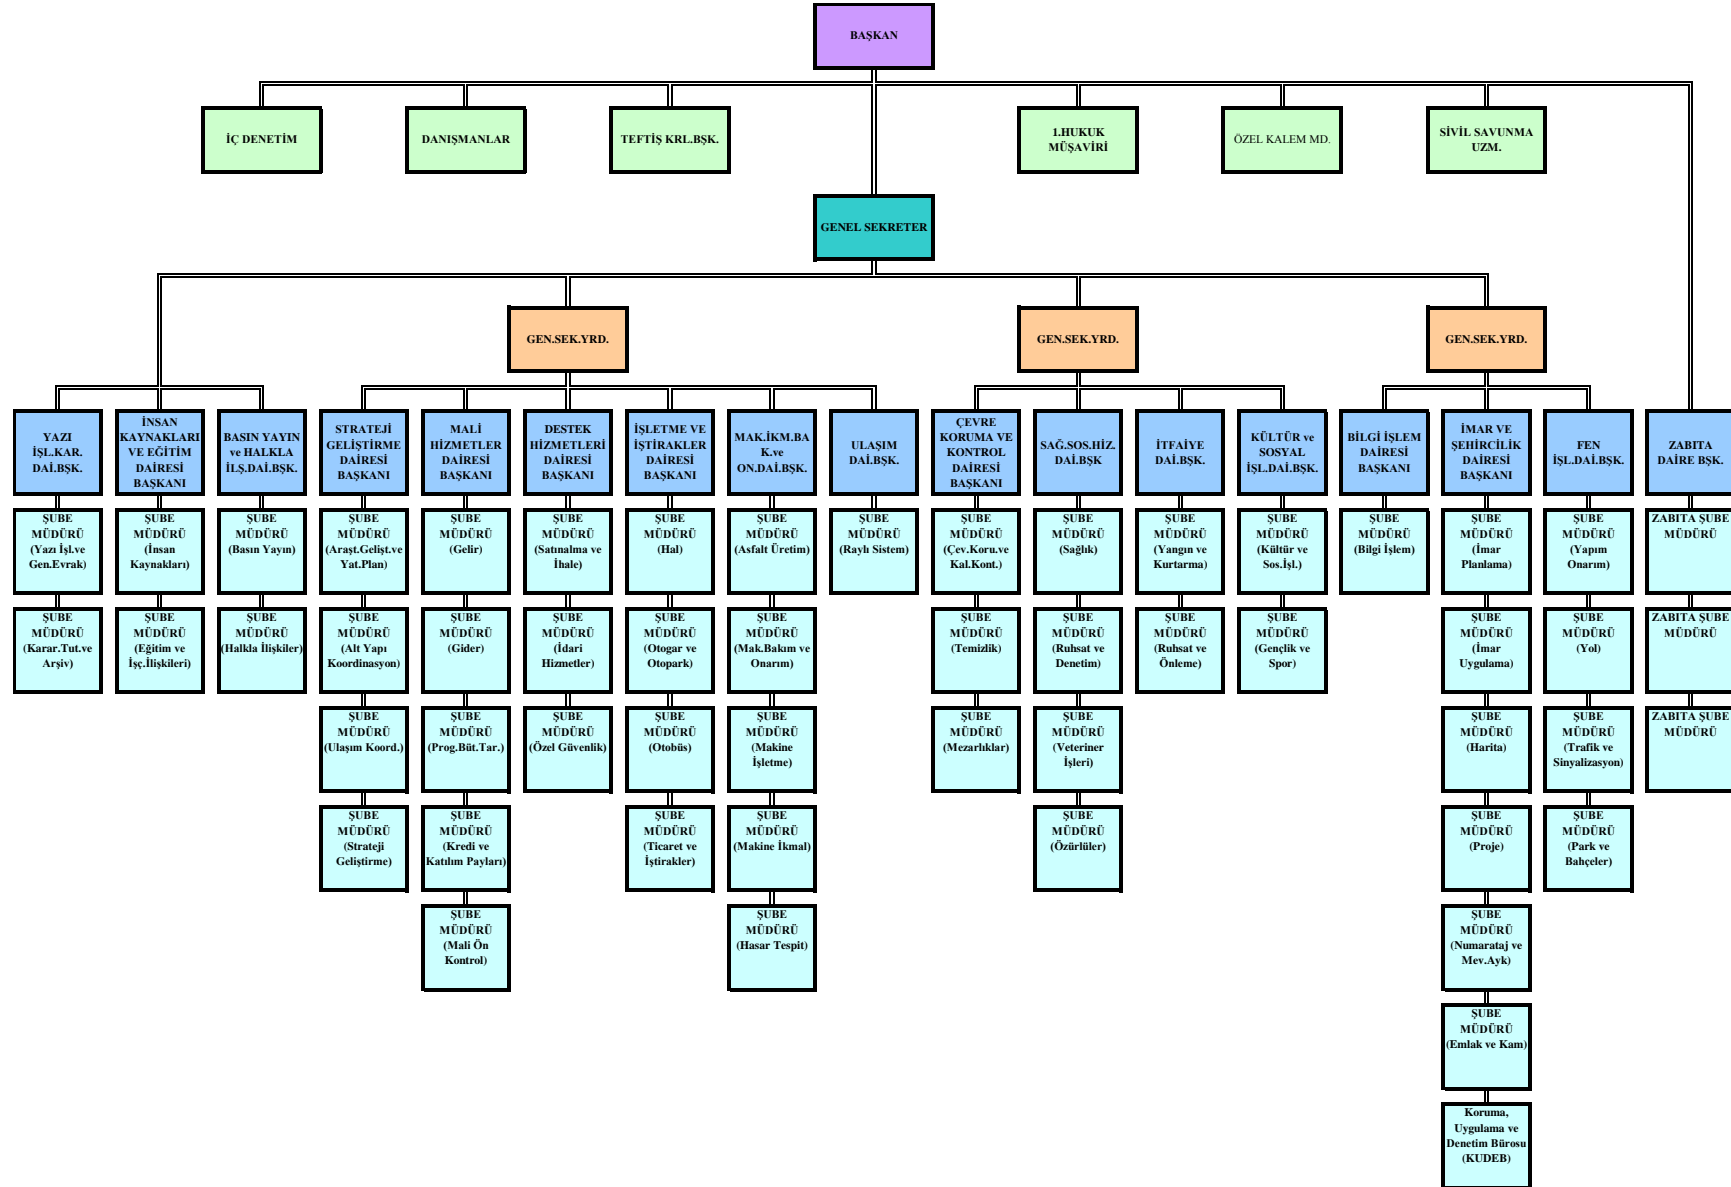 BAŞKAN
İÇ DENETİM
DANIŞMANLAR
TEFTİŞ KRL.BŞK.
1.HUKUK
MÜŞAVİRİ
ÖZEL KALEM MD.
SİVİL SAVUNMA
UZM.
GENEL SEKRETER
GEN.SEK.YRD.
GEN.SEK.YRD.
GEN.SEK.YRD.
YAZI
İŞL.KAR.
DAİ.BŞK.
İNSAN
KAYNAKLARI
VE EĞİTİM
DAİRESİ
BAŞKANI
BASIN YAYIN
ve HALKLA
İLŞ.DAİ.BŞK.
STRATEJİ
GELİŞTİRME
DAİRESİ
BAŞKANI
MALİ
HİZMETLER
DAİRESİ
BAŞKANI
DESTEK
HİZMETLERİ
DAİRESİ
BAŞKANI
İŞLETME VE
İŞTİRAKLER
DAİRESİ
BAŞKANI
MAK.İKM.BA
K.ve
ON.DAİ.BŞK.
ULAŞIM
DAİ.BŞK.
ÇEVRE
KORUMA VE
KONTROL
DAİRESİ
BAŞKANI
SAĞ.SOS.HİZ.
DAİ.BŞK
İTFAİYE
DAİ.BŞK.
KÜLTÜR ve
SOSYAL
İŞL.DAİ.BŞK.
BİLGİ İŞLEM
DAİRESİ
BAŞKANI
İMAR VE
ŞEHİRCİLİK
DAİRESİ
BAŞKANI
FEN
İŞL.DAİ.BŞK.
ZABITA
DAİRE BŞK.
ŞUBE
MÜDÜRÜ
(Yazı İşl.ve
Gen.Evrak)
ŞUBE
MÜDÜRÜ
(İnsan
Kaynakları)
ŞUBE
MÜDÜRÜ
(Basın Yayın)
ŞUBE
MÜDÜRÜ
(Araşt.Gelişt.ve
Yat.Plan)
ŞUBE
MÜDÜRÜ
(Gelir)
ŞUBE
MÜDÜRÜ
(Satınalma ve
İhale)
ŞUBE
MÜDÜRÜ
(Hal)
ŞUBE
MÜDÜRÜ
(Asfalt Üretim)
ŞUBE
MÜDÜRÜ
(Raylı Sistem)
ŞUBE
MÜDÜRÜ
(Çev.Koru.ve
Kal.Kont.)
ŞUBE
MÜDÜRÜ
(Sağlık)
ŞUBE
MÜDÜRÜ
(Yangın ve
Kurtarma)
ŞUBE
MÜDÜRÜ
(Kültür ve
Sos.İşl.)
ŞUBE
MÜDÜRÜ
(Bilgi İşlem)
ŞUBE
MÜDÜRÜ
(İmar
Planlama)
ŞUBE
MÜDÜRÜ
(Yapım
Onarım)
ZABITA ŞUBE
MÜDÜRÜ
ŞUBE
MÜDÜRÜ
(Karar.Tut.ve
Arşiv)
ŞUBE
MÜDÜRÜ
(Eğitim ve
İşç.İlişkileri)
ŞUBE
MÜDÜRÜ
(Halkla İlişkiler)
ŞUBE
MÜDÜRÜ
(Alt Yapı
Koordinasyon)
ŞUBE
MÜDÜRÜ
(Gider)
ŞUBE
MÜDÜRÜ
(İdari
Hizmetler)
ŞUBE
MÜDÜRÜ
(Otogar ve
Otopark)
ŞUBE
MÜDÜRÜ
(Mak.Bakım ve
Onarım)
ŞUBE
MÜDÜRÜ
(Temizlik)
ŞUBE
MÜDÜRÜ
(Ruhsat ve
Denetim)
ŞUBE
MÜDÜRÜ
(Ruhsat ve
Önleme)
ŞUBE
MÜDÜRÜ
(Gençlik ve
Spor)
ŞUBE
MÜDÜRÜ
(İmar
Uygulama)
ŞUBE
MÜDÜRÜ
(Yol)
ZABITA ŞUBE
MÜDÜRÜ
ŞUBE
MÜDÜRÜ
(Ulaşım Koord.)
ŞUBE
MÜDÜRÜ
(Prog.Büt.Tar.)
ŞUBE
MÜDÜRÜ
(Özel Güvenlik)
ŞUBE
MÜDÜRÜ
(Otobüs)
ŞUBE
MÜDÜRÜ
(Makine
İşletme)
ŞUBE
MÜDÜRÜ
(Mezarlıklar)
ŞUBE
MÜDÜRÜ
(Veteriner
İşleri)
ŞUBE
MÜDÜRÜ
(Harita)
ŞUBE
MÜDÜRÜ
(Trafik ve
Sinyalizasyon)
ZABITA ŞUBE
MÜDÜRÜ
ŞUBE
MÜDÜRÜ
(Strateji
Geliştirme)
ŞUBE
MÜDÜRÜ
(Kredi ve
Katılım Payları)
ŞUBE
MÜDÜRÜ
(Ticaret ve
İştirakler)
ŞUBE
MÜDÜRÜ
(Makine İkmal)
ŞUBE
MÜDÜRÜ
(Özürlüler)
ŞUBE
MÜDÜRÜ
(Proje)
ŞUBE
MÜDÜRÜ
(Park ve
Bahçeler)
ŞUBE
MÜDÜRÜ
(Mali Ön
Kontrol)
ŞUBE
MÜDÜRÜ
(Hasar Tespit)
ŞUBE
MÜDÜRÜ
(Numarataj ve
Mev.Ayk)
ŞUBE
MÜDÜRÜ
(Emlak ve Kam)
Koruma,
Uygulama ve
Denetim Bürosu
(KUDEB)